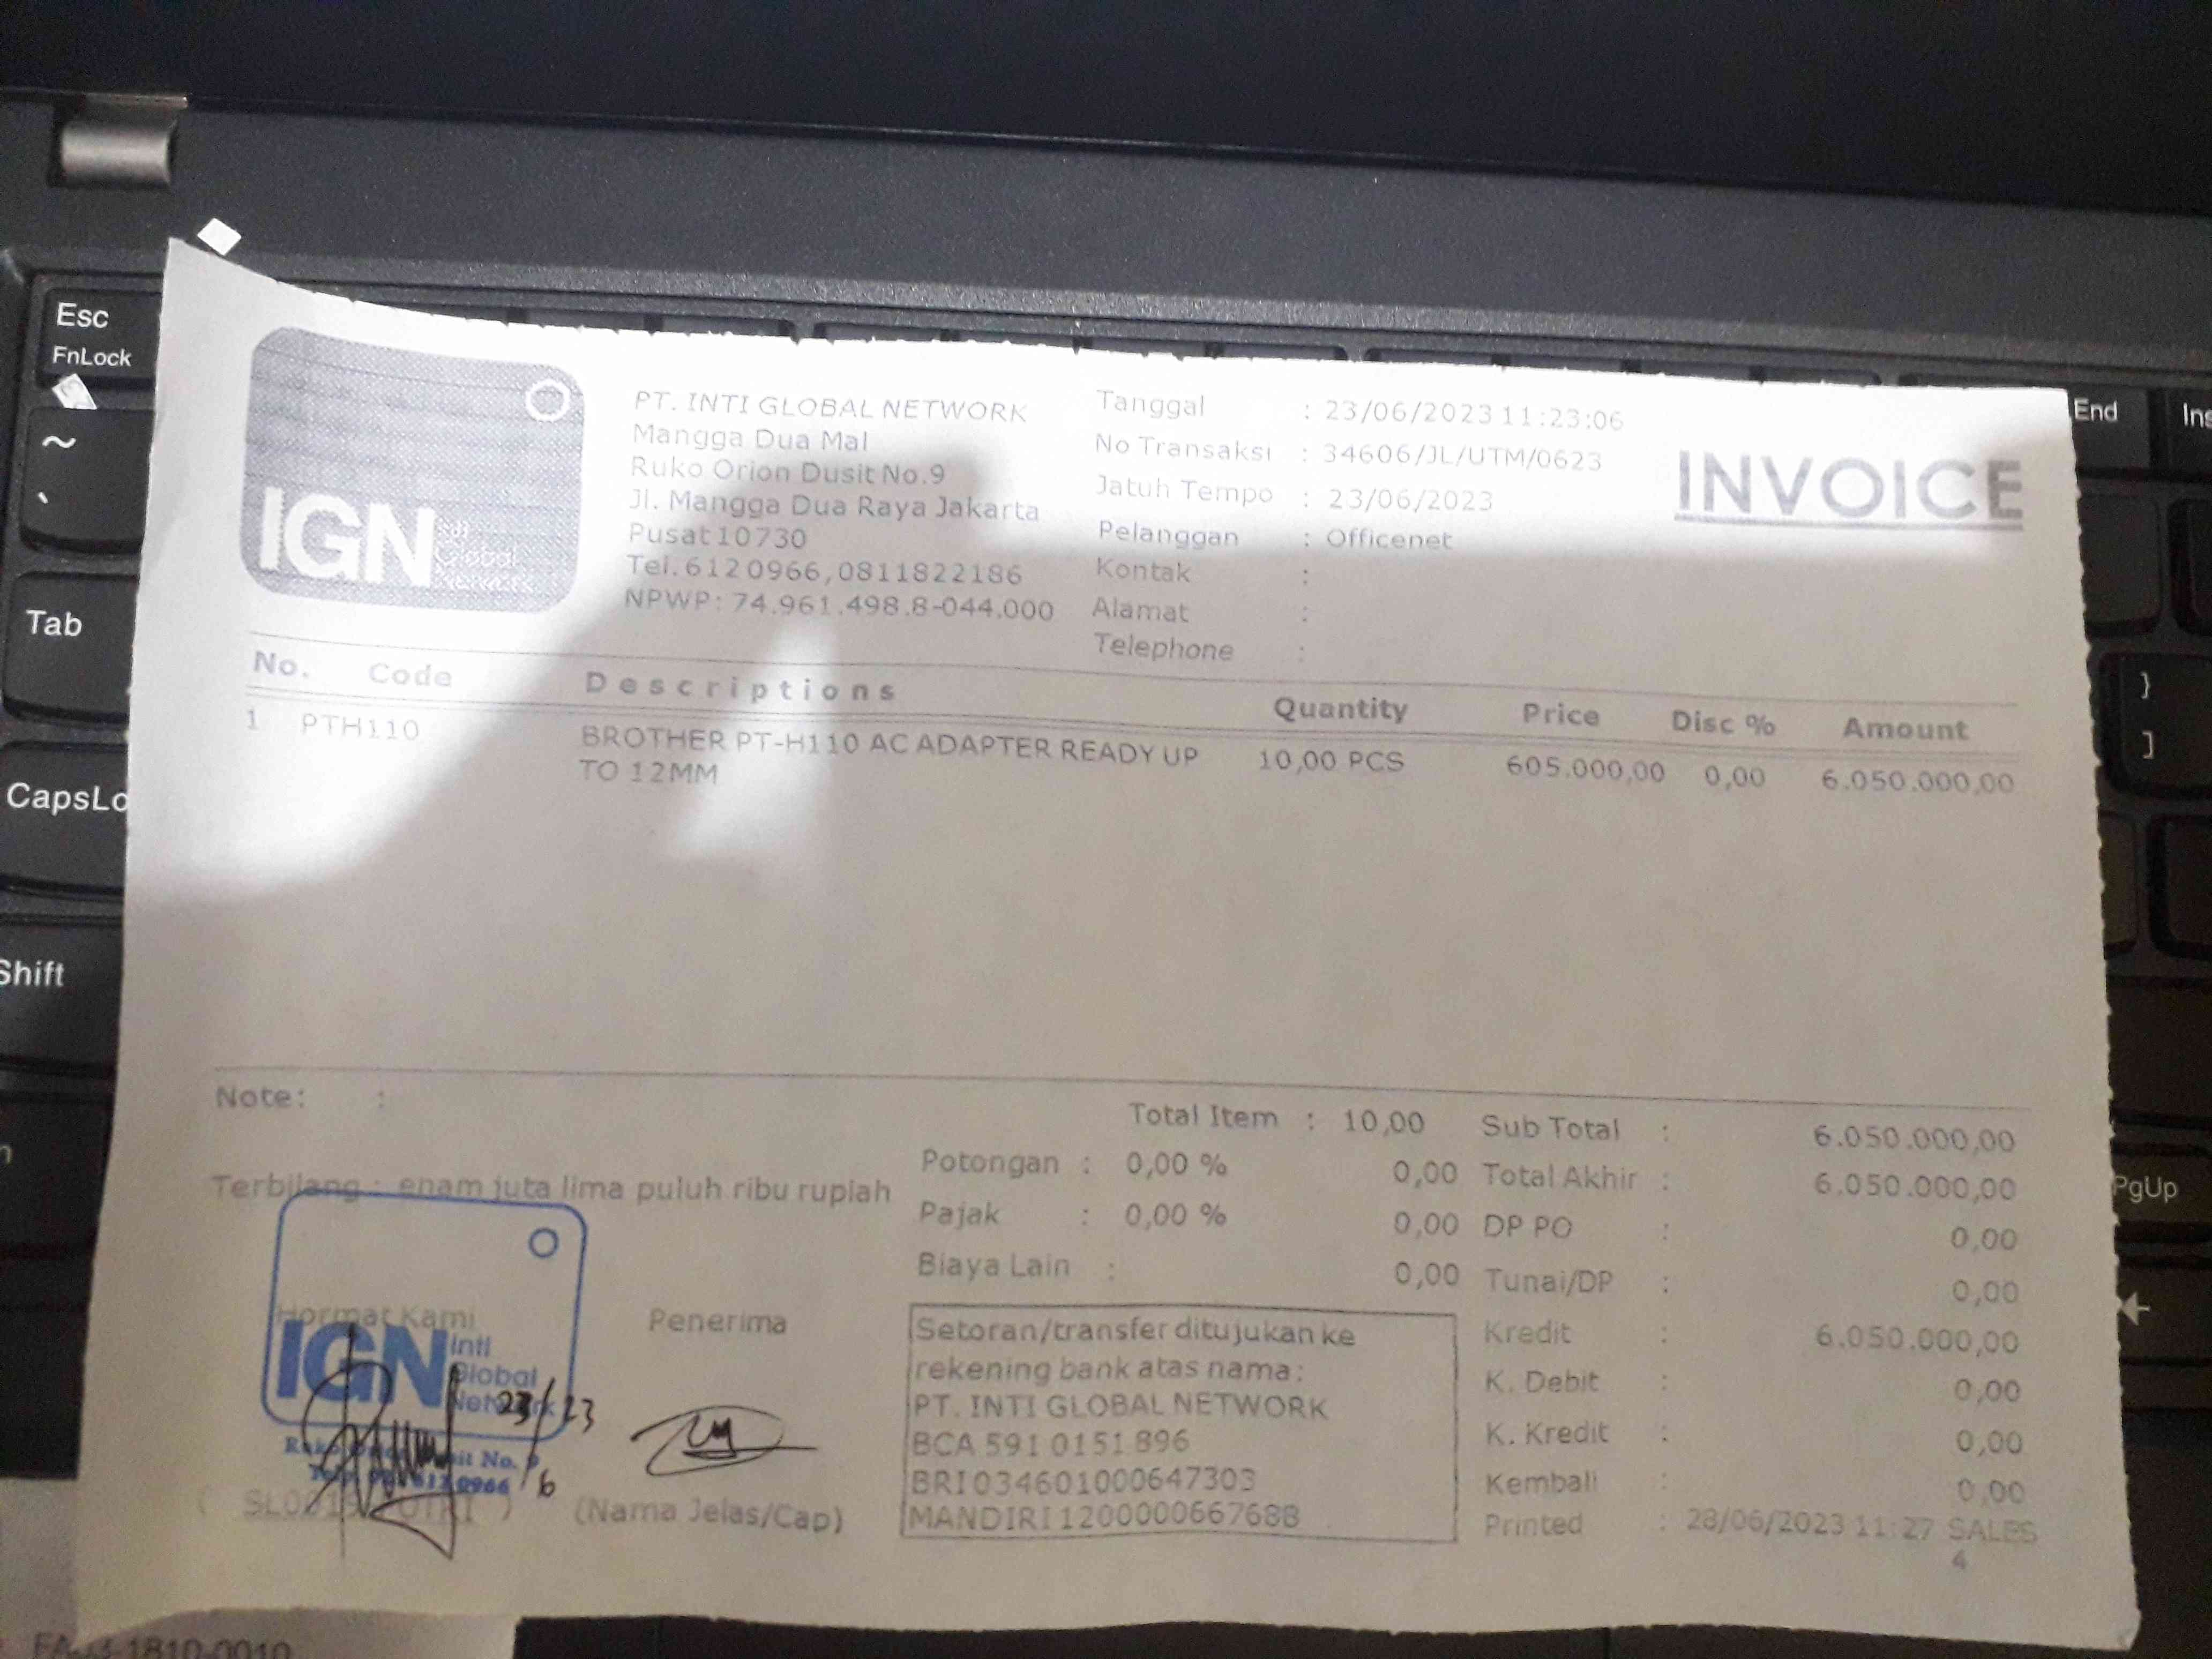 Esc
FnLock
~
`
Tab
CapsLo
Shift
End
Ins
}
]
PgUp
IGN
Global
PT. INTI GLOBAL NETWORK
Mangga Dua Mal
Ruko Orion Dusit No.9
Jl. Mangga Dua Raya Jakarta
Pusat 10730
Tel. 6120966, 0811822186
NPWP: 74.961.498.8-044.000
Tanggal : 23/06/2023 11:23:06
No Transaksi : 34606/JL/UTM/0623
Jatuh Tempo : 23/06/2023
Pelanggan : Officenet
Kontak :
Alamat :
Telephone :
INVOICE
No. Code Descriptions Quantity Price Disc % Amount
1 PTH110 BROTHER PT-H110 AC ADAPTER READY UP 10,00 PCS 605.000,00 0,00 6.050.000,00
TO 12MM
Note: :
Total Item : 10,00 Sub Total : 6.050.000,00
Potongan : 0,00 % 0,00 Total Akhir : 6.050.000,00
Terbilang : enam juta lima puluh ribu rupiah
Pajak : 0,00 % 0,00 DP PO : 0,00
Biaya Lain : 0,00 Tunai/DP : 0,00
Hormat Kami
Penerima
IGN Inti
Global
Network
23/23
6
(Nama Jelas/Cap)
Setoran/transfer ditujukan ke
rekening bank atas nama:
PT. INTI GLOBAL NETWORK
BCA 591 0151 896
BRI 034601000647303
MANDIRI 1200000667688
Kredit : 6.050.000,00
K. Debit : 0,00
K. Kredit : 0,00
Kembali : 0,00
Printed : 28/06/2023 11:27 SALES
4